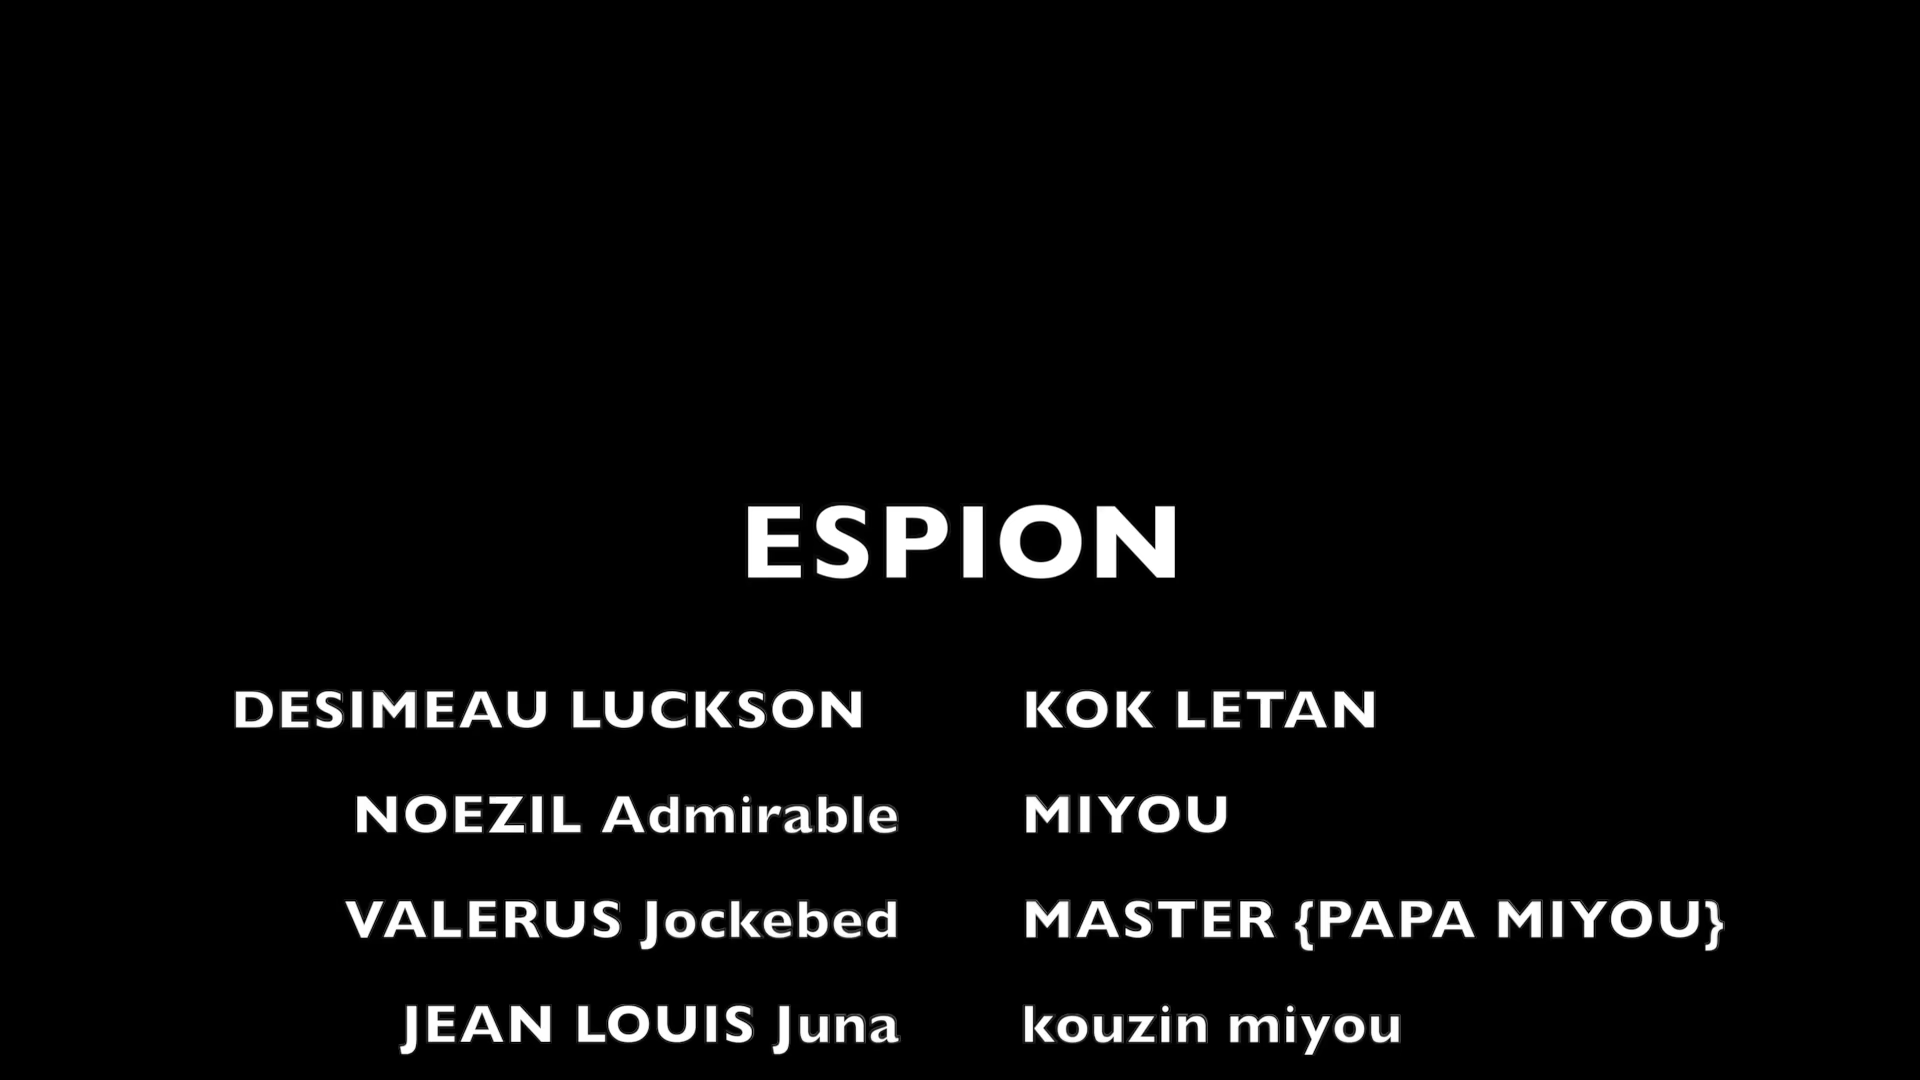 ESPION
DESIMEAU LUCKSON KOK LETAN
NOEZIL Admirable MIYOU
VALERUS Jockebed MASTER {PAPA MIYOU}
JEAN LOUIS Juna kouzin miyou